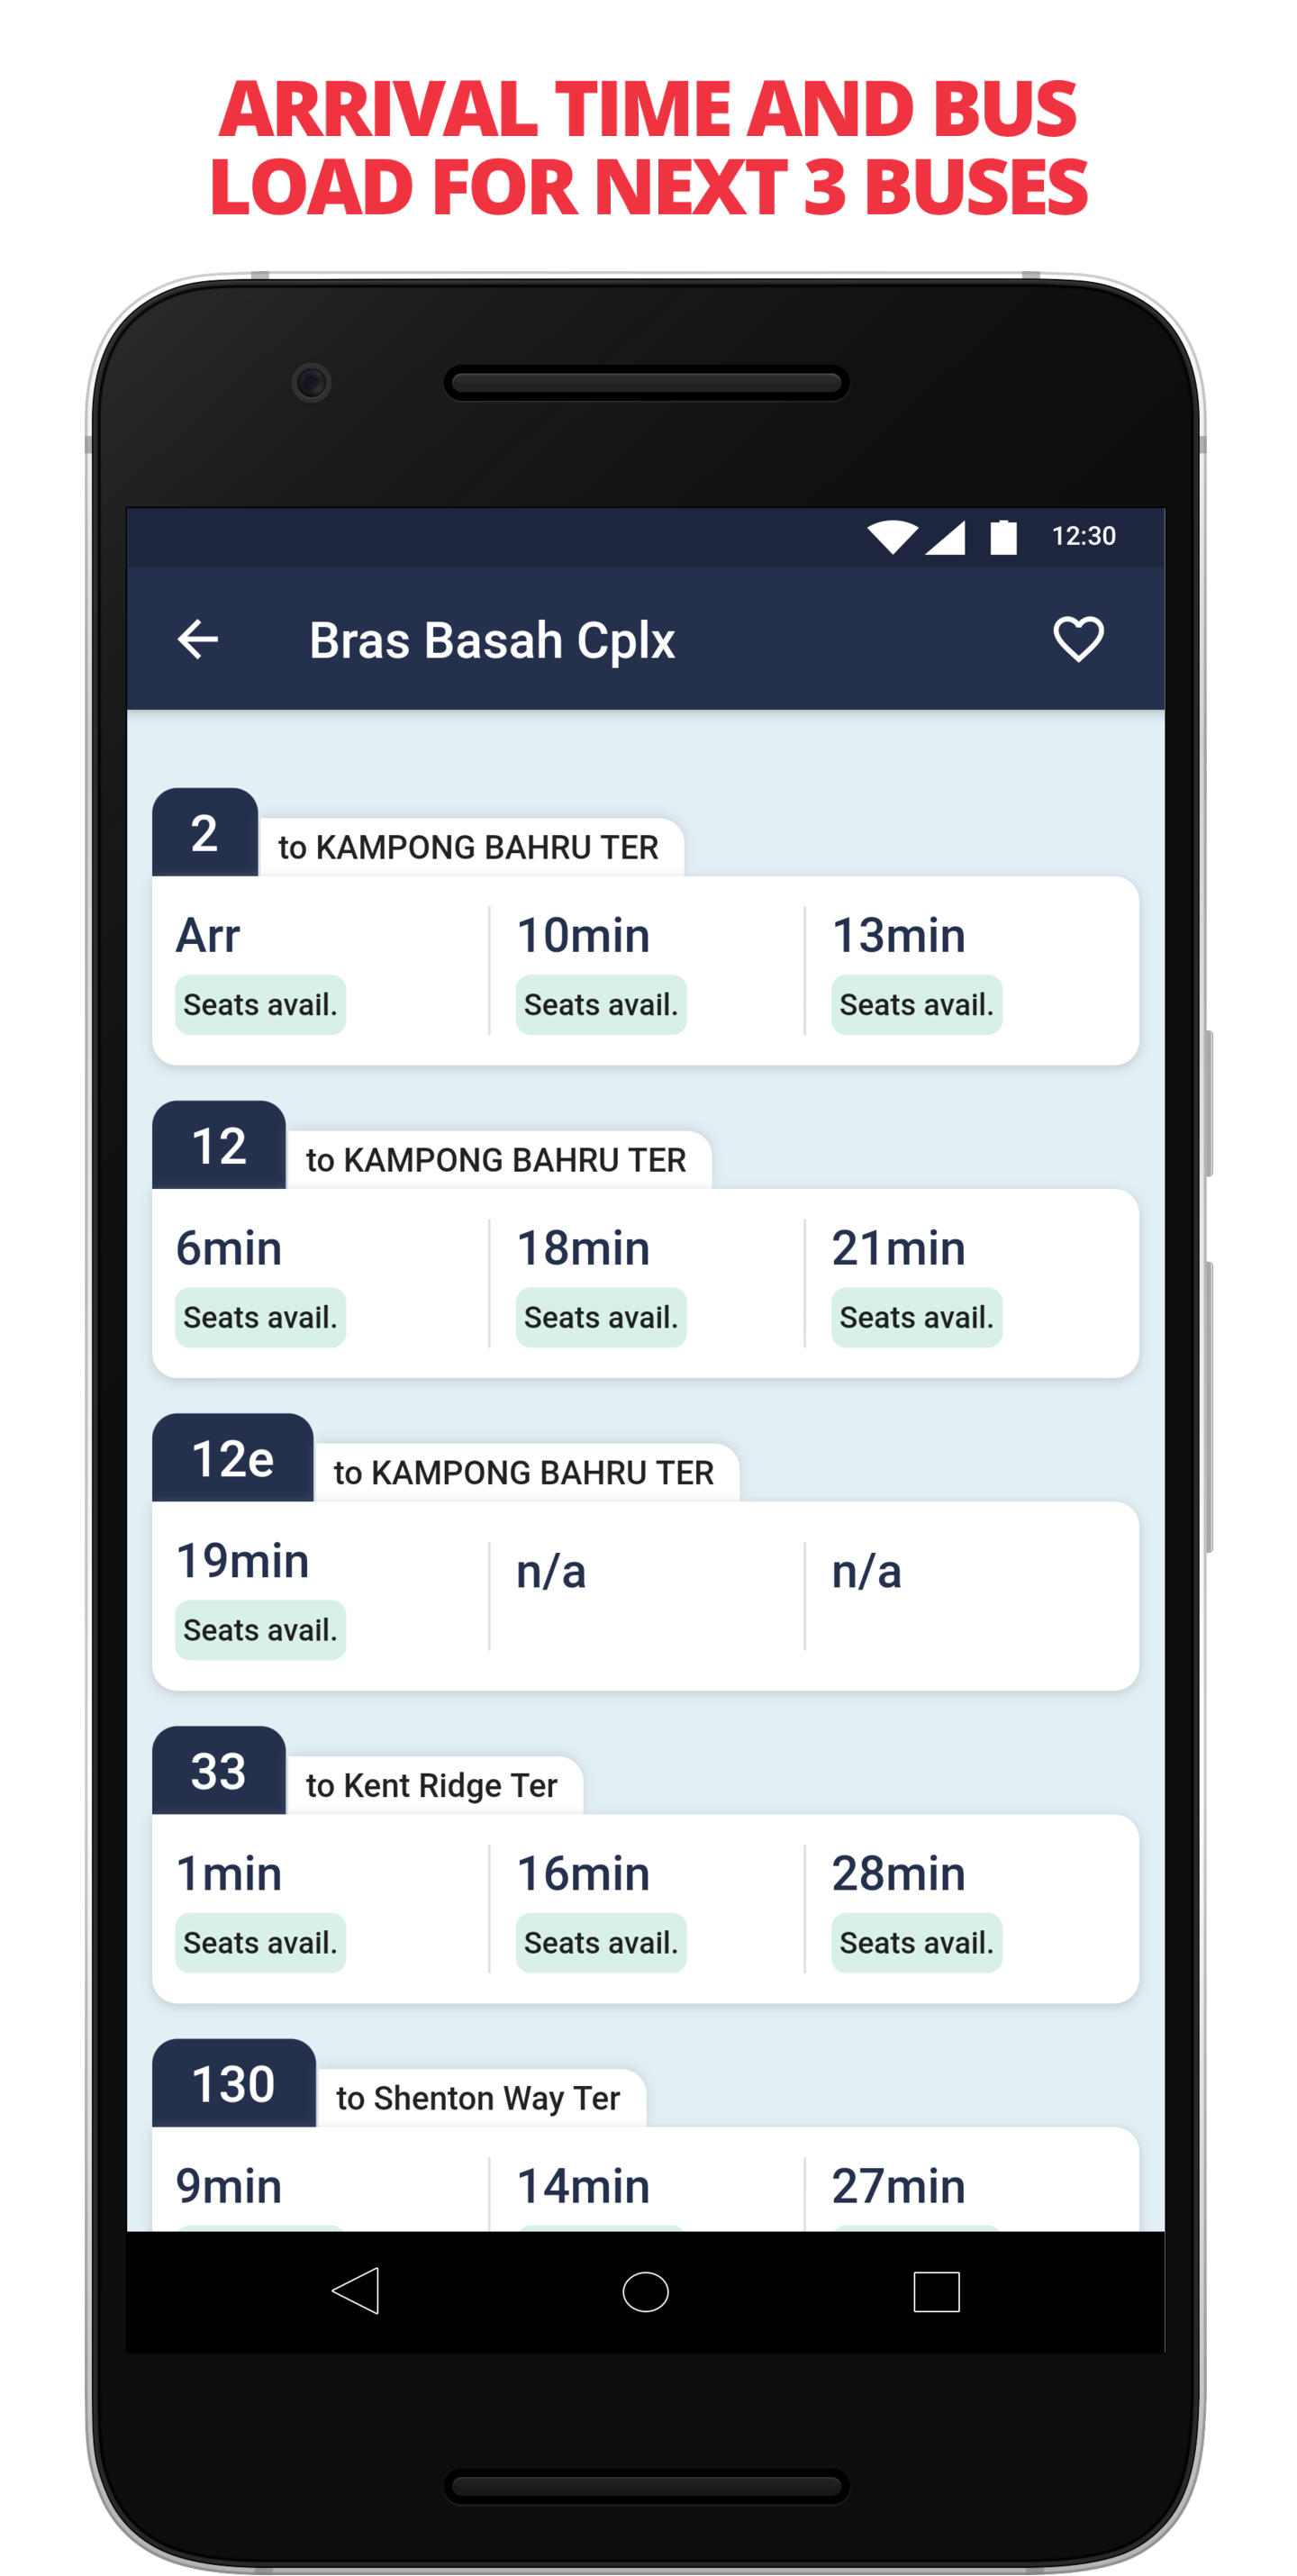 ARRIVAL TIME AND BUS
LOAD FOR NEXT 3 BUSES
12:30
Bras Basah Cplx
2 to KAMPONG BAHRU TER
Arr 10min 13min
Seats avail. Seats avail. Seats avail.
12 to KAMPONG BAHRU TER
6min 18min 21min
Seats avail. Seats avail. Seats avail.
12e to KAMPONG BAHRU TER
19min n/a n/a
Seats avail.
33 to Kent Ridge Ter
1min 16min 28min
Seats avail. Seats avail. Seats avail.
130 to Shenton Way Ter
9min 14min 27min